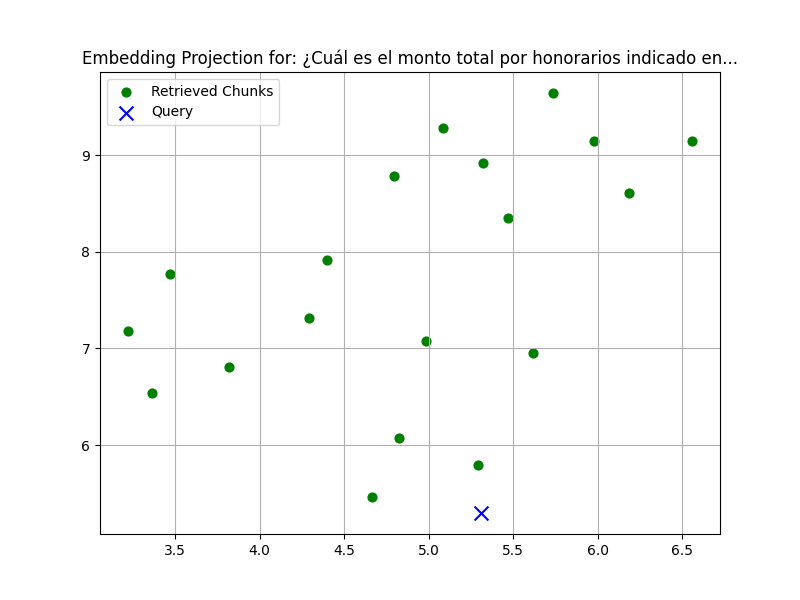 Embedding Projection for: ¿Cuál es el monto total por honorarios indicado en...
Retrieved Chunks
Query
9
8
7
6
3.5 4.0 4.5 5.0 5.5 6.0 6.5